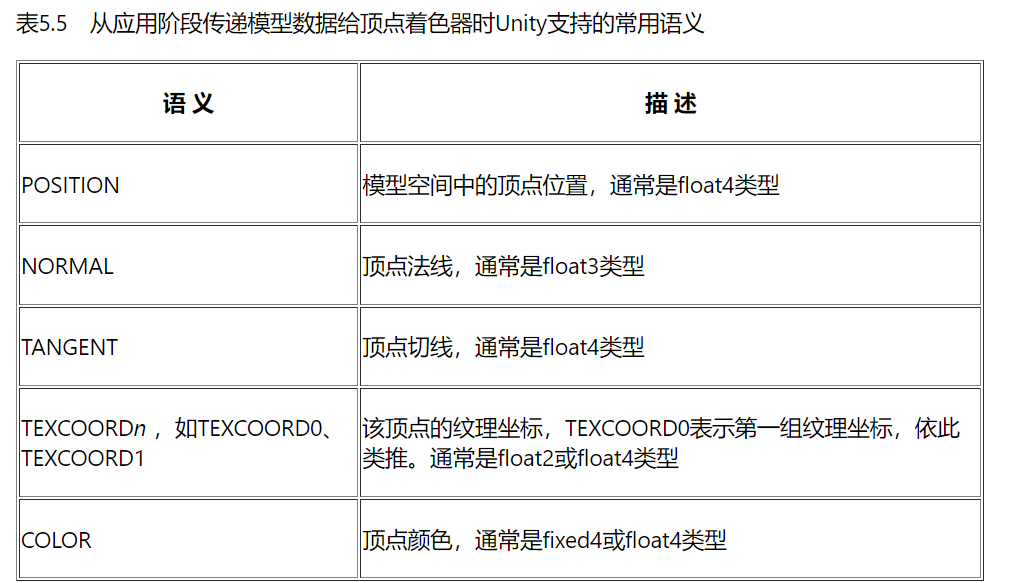 表5.5 从应用阶段传递模型数据给顶点着色器时Unity支持的常用语义
语 义
描 述
POSITION
模型空间中的顶点位置，通常是float4类型
NORMAL
顶点法线，通常是float3类型
TANGENT
顶点切线，通常是float4类型
TEXCOORDn ，如TEXCOORD0、
TEXCOORD1
该顶点的纹理坐标，TEXCOORD0表示第一组纹理坐标，依此
类推。通常是float2或float4类型
COLOR
顶点颜色，通常是fixed4或float4类型